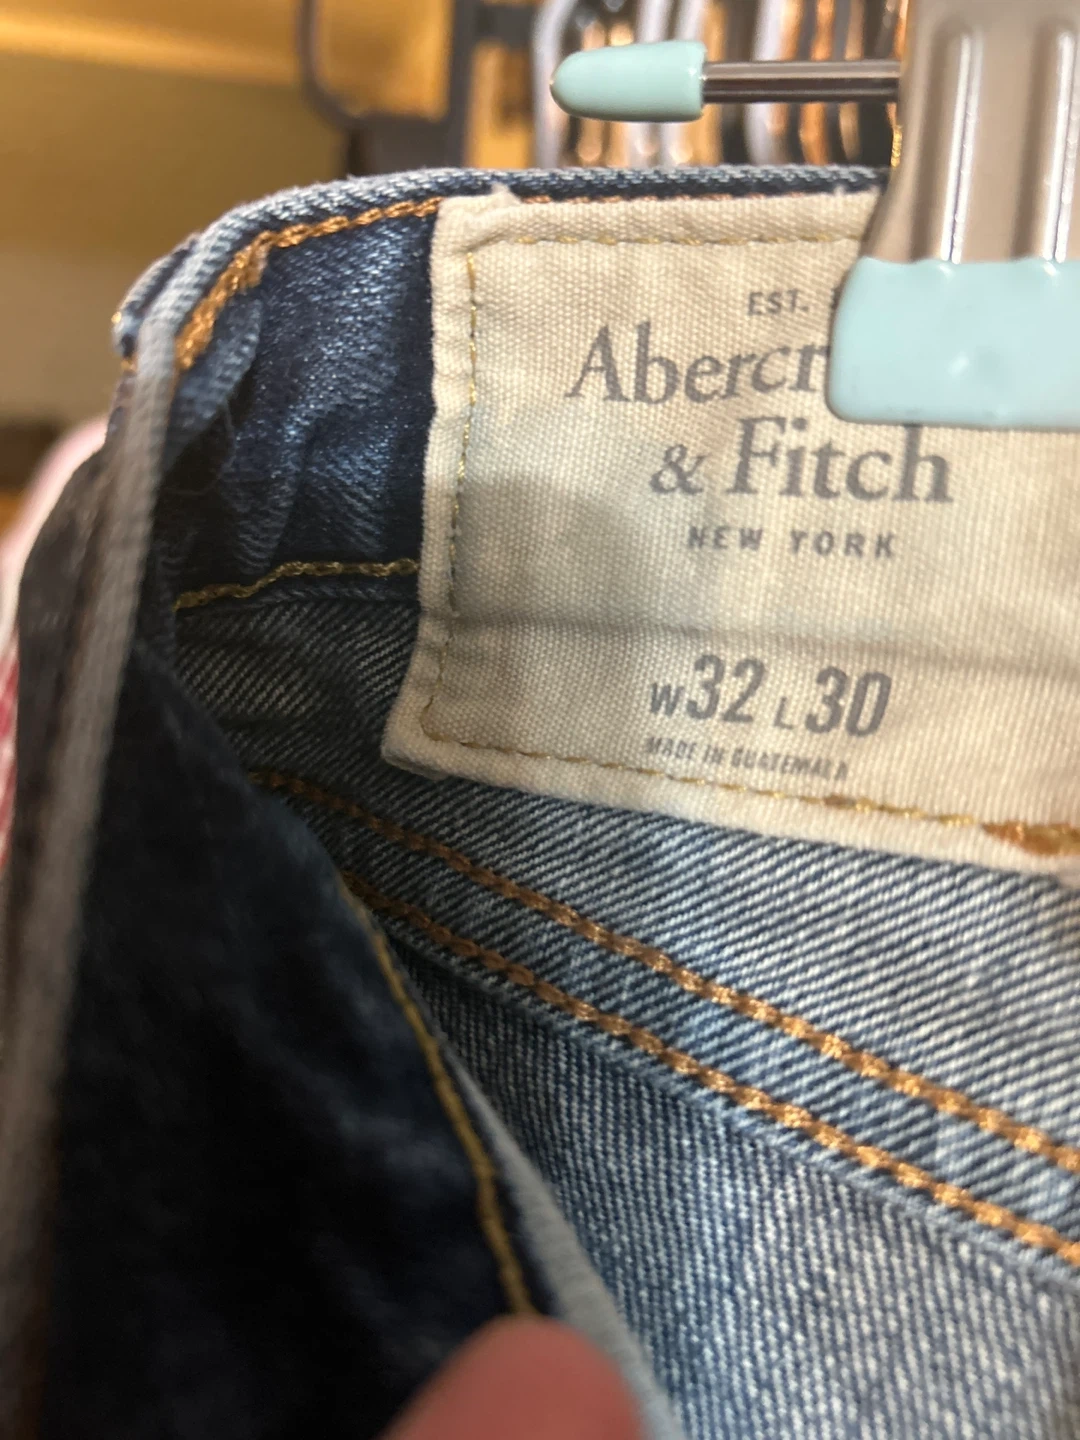 EST.
Abercr
& Fitch
NEW YORK
W32 L30
MADE IN GUATEMALA